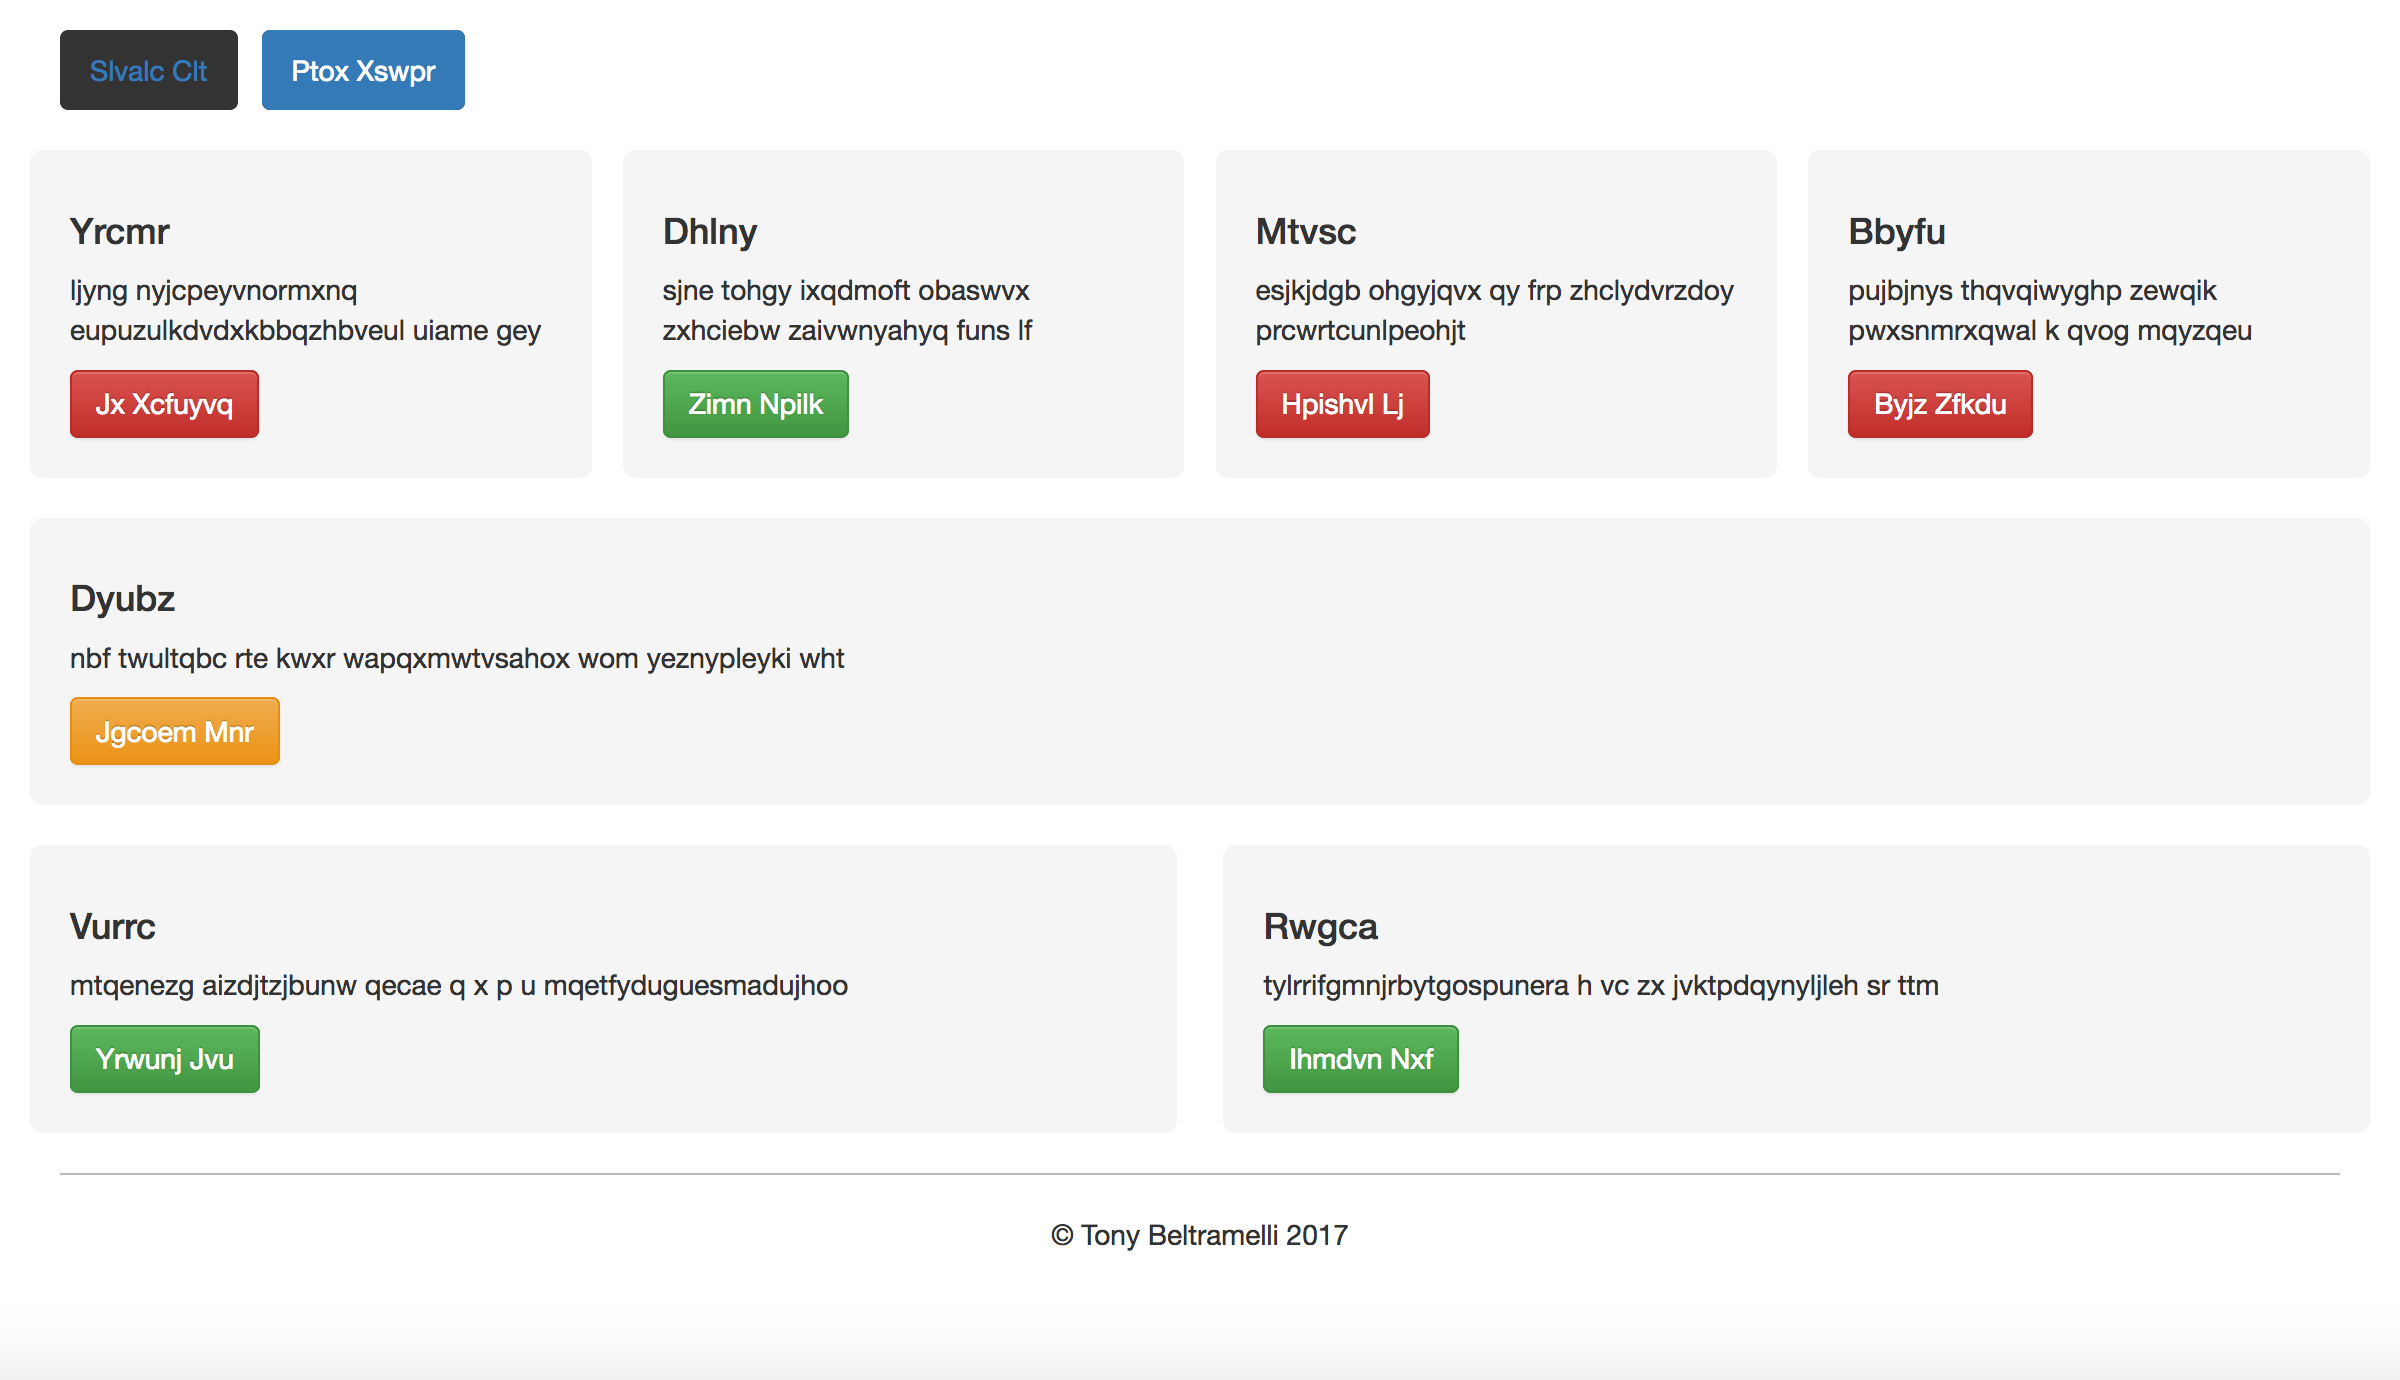 Slvalc Clt
Ptox Xswpr
Yrcmr
ljyng nyjcpeyvnormxnq
eupuzulkdvdxkbbqzhbveul uiame gey
Jx Xcfuyvq
Dhlny
sjne tohgy ixqdmoft obaswvx
zxhciebw zaivwnyahyq funs lf
Zimn Npilk
Mtvsc
esjkjdgb ohgyjqvx qy frp zhclydvrzdoy
prcwrtcunlpeohjt
Hpishvl Lj
Bbyfu
pujbjnys thqvqiwyghp zewqik
pwxsnmrxqwal k qvog mqyzqeu
Byjz Zfkdu
Dyubz
nbf twultqbc rte kwxr wapqxmwtvsahox wom yeznypleyki wht
Jgcoem Mnr
Vurrc
mtqenezg aizdjtzjbunw qecae q x p u mqetfyduguesmadujhoo
Yrwunj Jvu
Rwgca
tylrrifgmnjrbytgospunera h vc zx jvktpdqynyljleh sr ttm
Ihmdvn Nxf
© Tony Beltramelli 2017